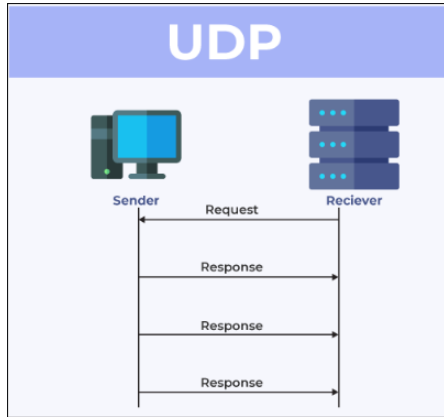 UDP
Sender
Reciever
Request
Response
Response
Response